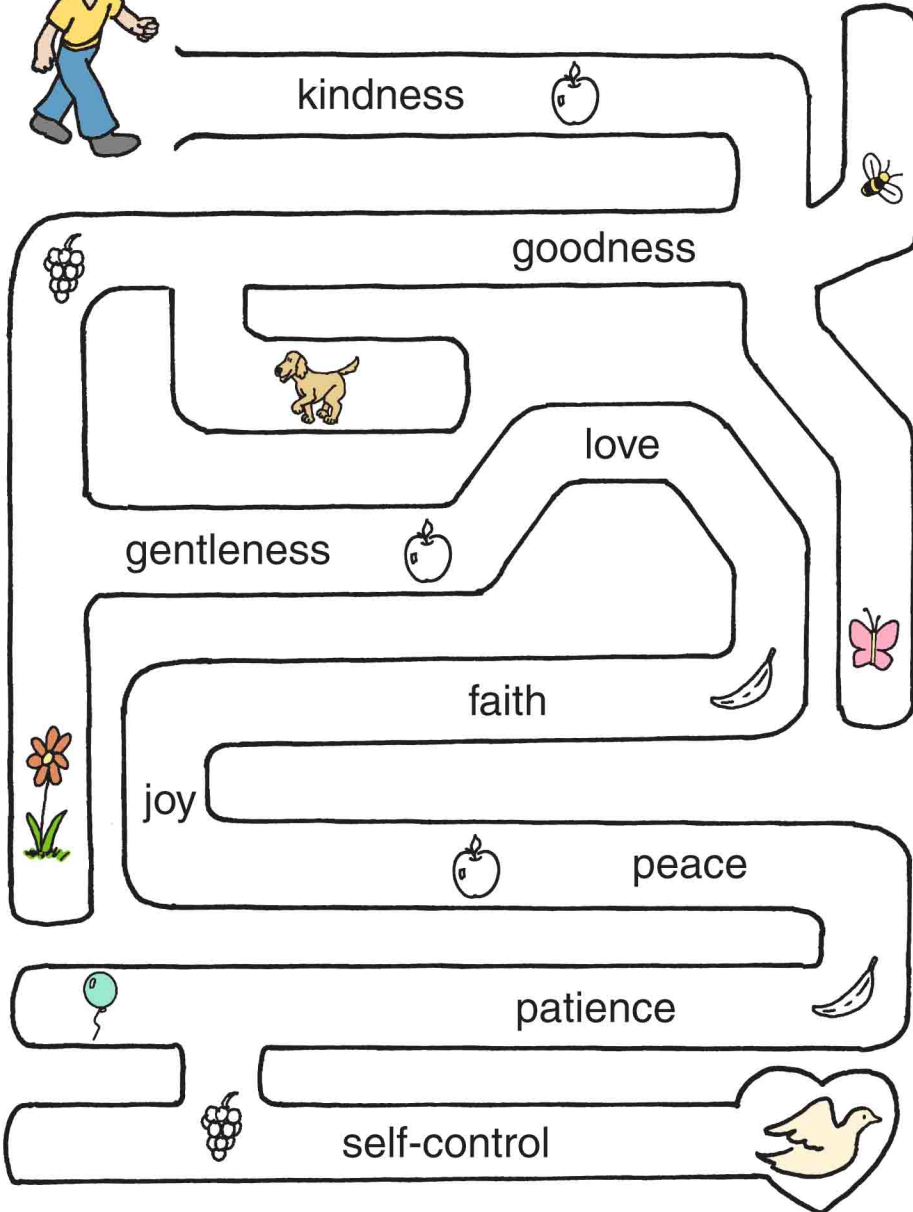 kindness
goodness
love
gentleness
faith
joy
peace
patience
self-control